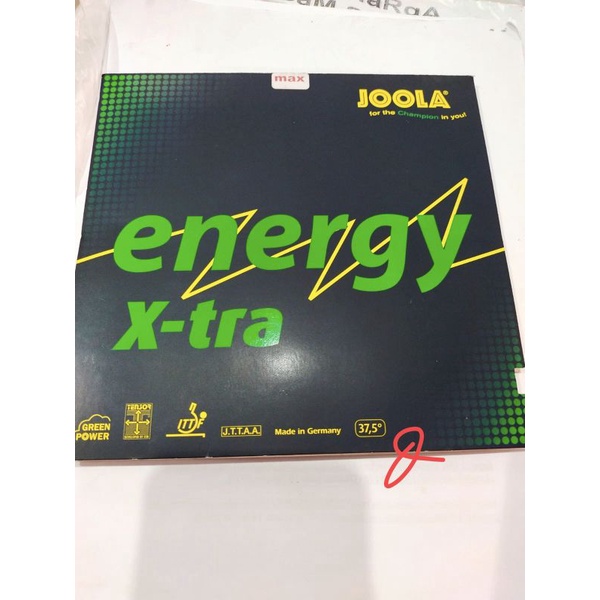 max
JOOLA®
for the Champion in you!
energy
X-tra
GREEN
POWER
ITTF
J.T.T.A.A.
Made in Germany
37,5°